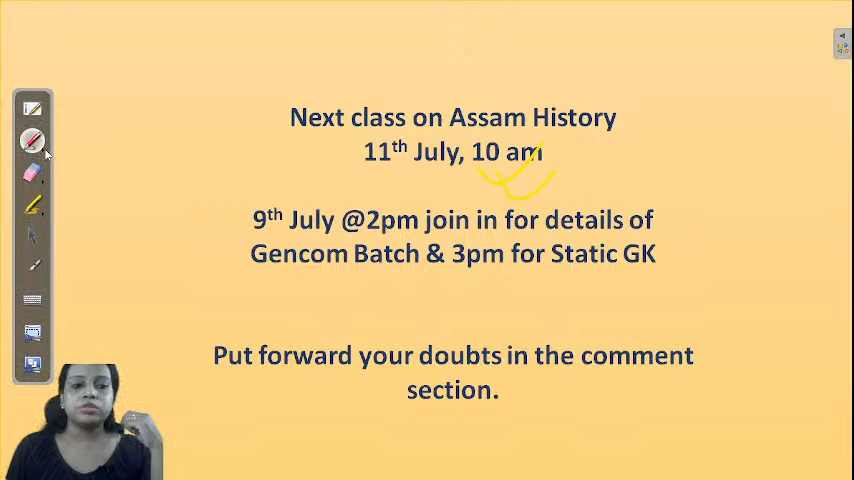 Next class on Assam History
11th July, 10 am
9th July @2pm join in for details of
Gencom Batch & 3pm for Static GK
Put forward your doubts in the comment
section.